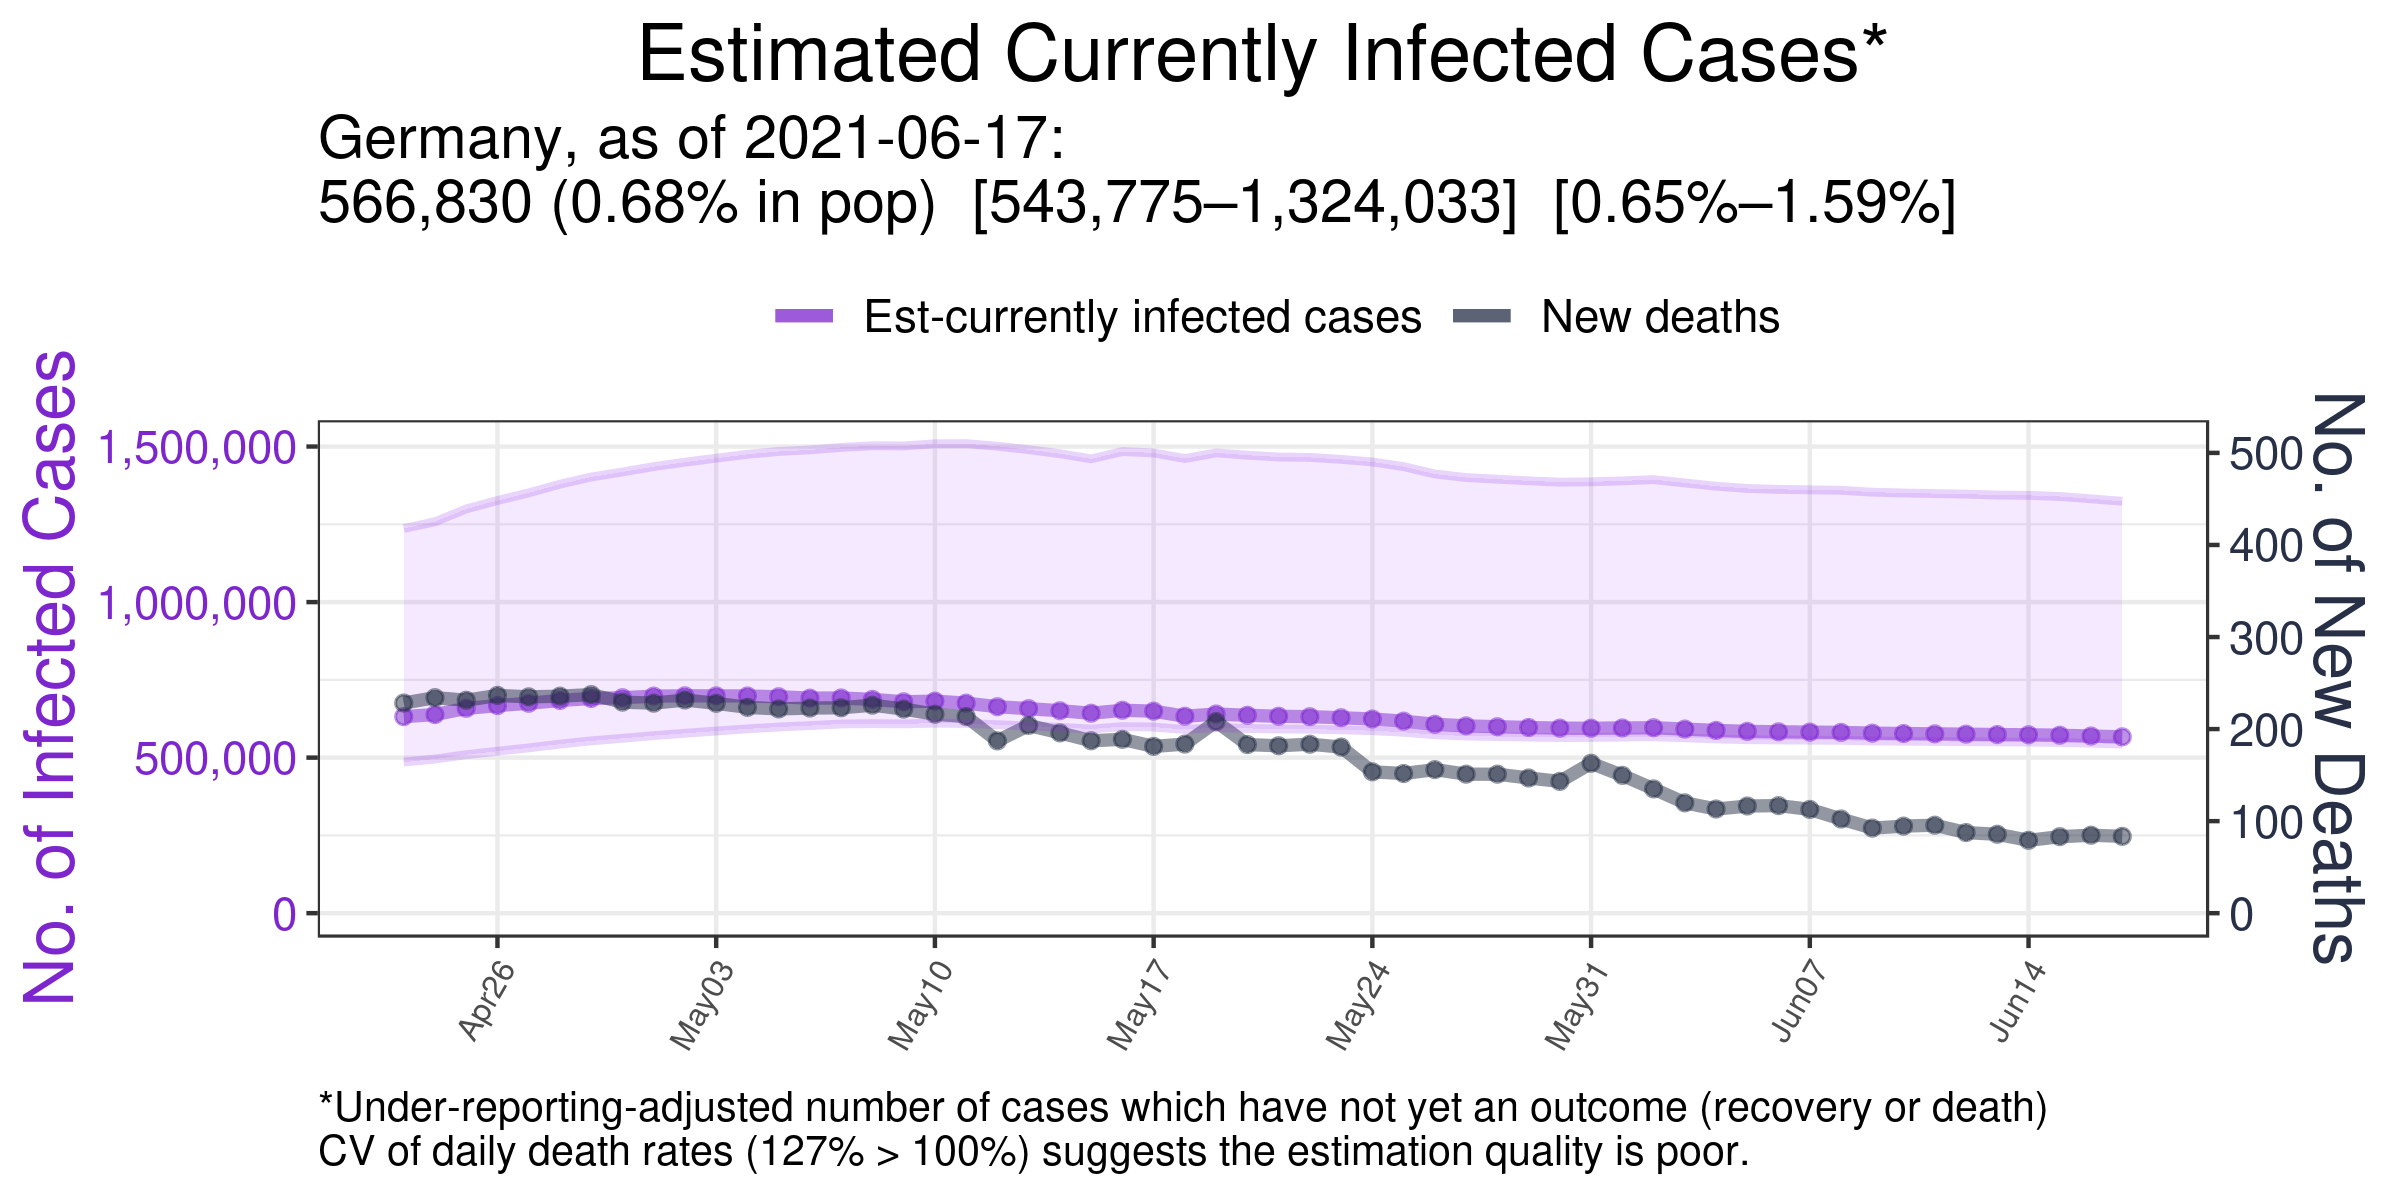 Estimated Currently Infected Cases*
Germany, as of 2021-06-17:
566,830 (0.68% in pop)  [543,775–1,324,033]  [0.65%–1.59%]
Est-currently infected cases
New deaths
No. of Infected Cases
1,500,000
1,000,000
500,000
0
500
400
300
200
100
0
No. of New Deaths
Apr26
May03
May10
May17
May24
May31
Jun07
Jun14
*Under-reporting-adjusted number of cases which have not yet an outcome (recovery or death)
CV of daily death rates (127% > 100%) suggests the estimation quality is poor.